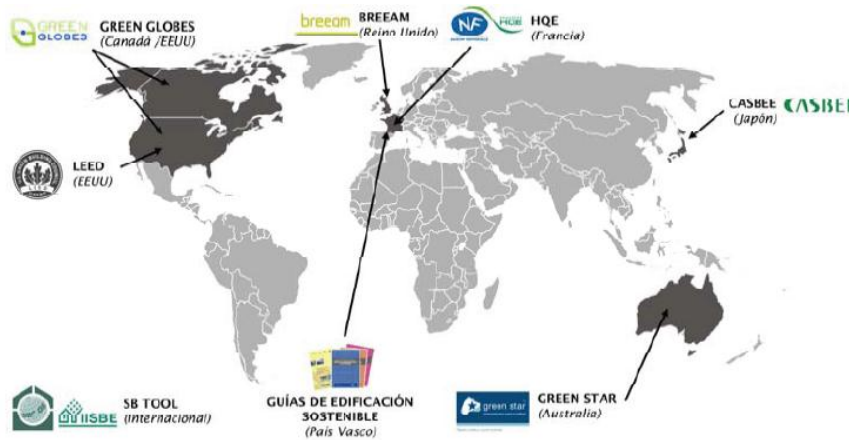 GREEN
GLOBES
GREEN GLOBES
(Canadá /EEUU)
breeam
BREEAM
(Reino Unido)
NF
HQE
(Francia)
CASBEE
(Japón)
CASBEE
LEED
(EEUU)
SB TOOL
(Internacional)
IISBE
GUÍAS DE EDIFICACIÓN
SOSTENIBLE
(País Vasco)
green star
GREEN STAR
(Australia)